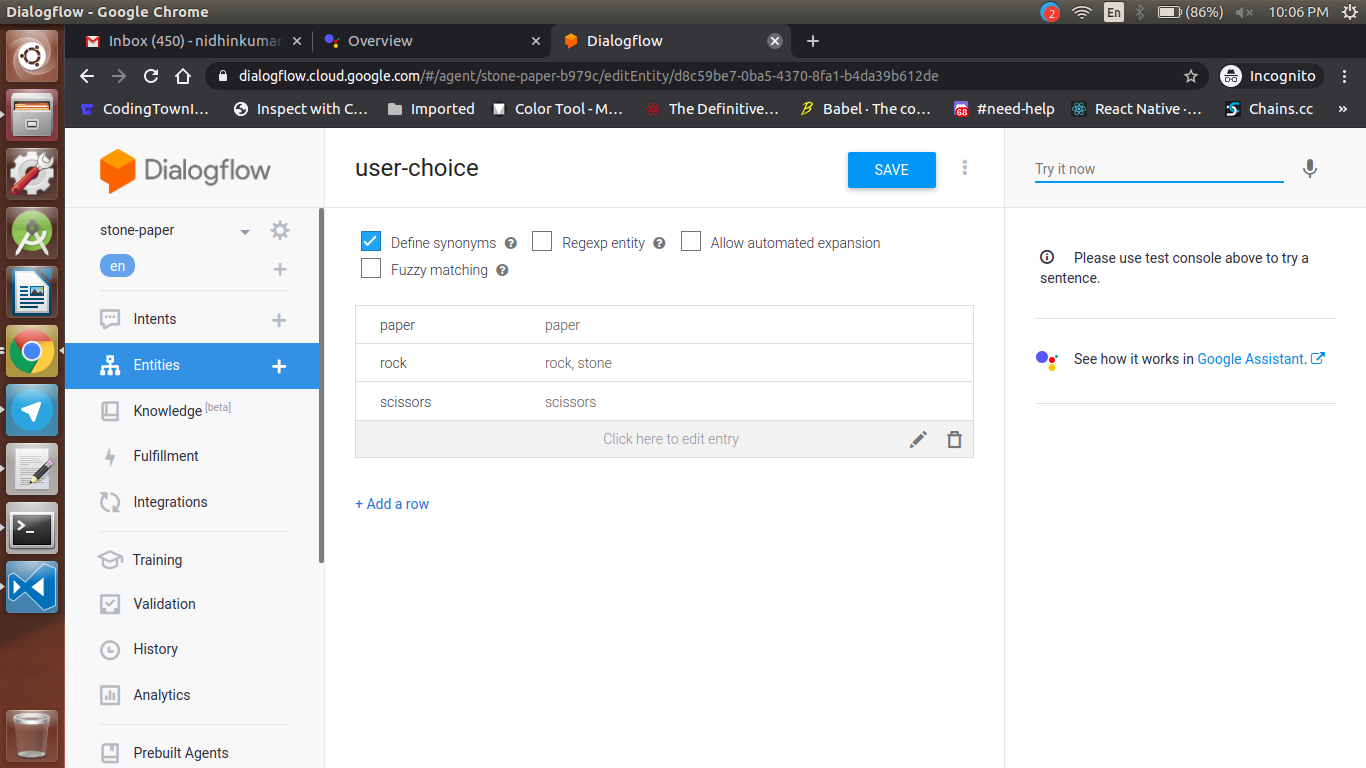 Dialogflow - Google Chrome
2
En
(86%)
10:06 PM
Inbox (450) - nidhinkumar
Overview
Dialogflow
dialogflow.cloud.google.com/#/agent/stone-paper-b979c/editEntity/d8c59be7-0ba5-4370-8fa1-b4da39b612de
Incognito
CodingTownI...
Inspect with C...
Imported
Color Tool - M...
The Definitive...
Babel · The co...
68
#need-help
React Native ·...
Chains.cc
»
Dialogflow
user-choice
SAVE
Try it now
stone-paper
en
Intents
Entities
Knowledge [beta]
Fulfillment
Integrations
Training
Validation
History
Analytics
Prebuilt Agents
Define synonyms
Regexp entity
Allow automated expansion
Fuzzy matching
paper paper
rock rock, stone
scissors scissors
Click here to edit entry
+ Add a row
Please use test console above to try a
sentence.
See how it works in Google Assistant.